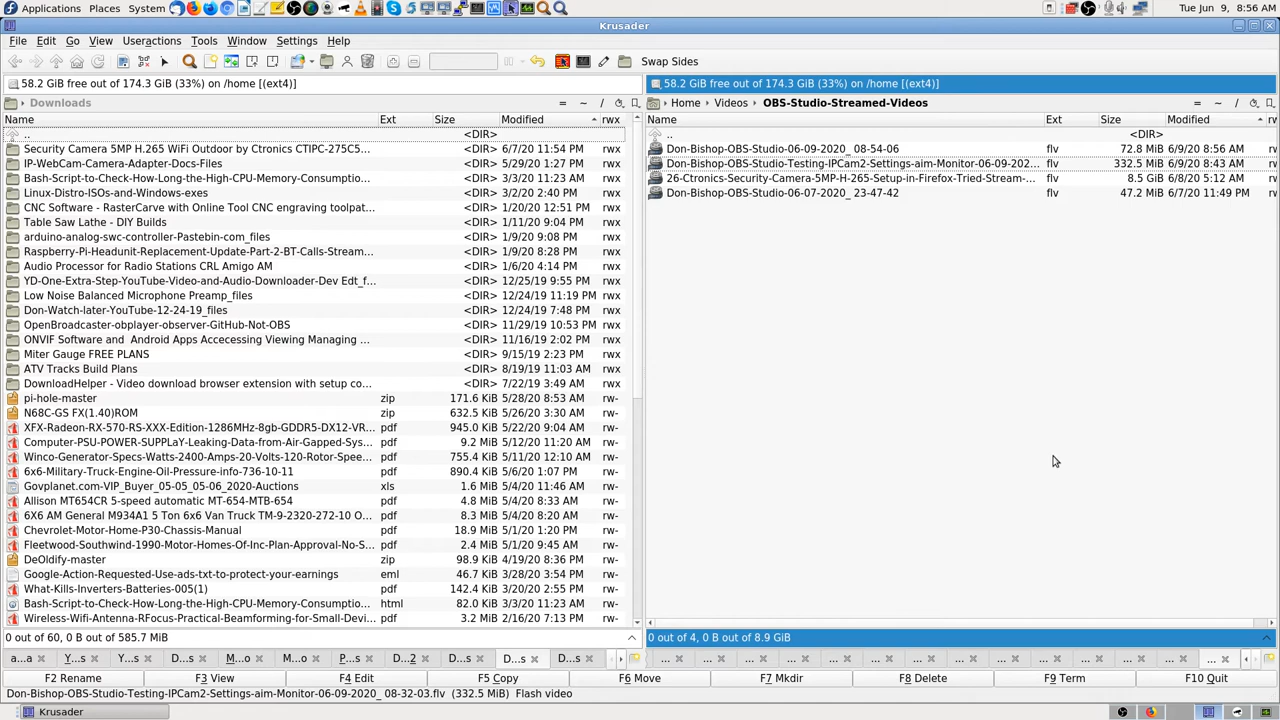 Applications Places System Tue Jun 9, 8:56 AM
Krusader
File Edit Go View Useractions Tools Window Settings Help
Swap Sides
58.2 GiB free out of 174.3 GiB (33%) on /home [(ext4)] 58.2 GiB free out of 174.3 GiB (33%) on /home [(ext4)]
Downloads = ~ / Home Videos OBS-Studio-Streamed-Videos = ~ /
Name Ext Size Modified rwx Name Ext Size Modified rw
.. <DIR> .. <DIR>
Security Camera 5MP H.265 WiFi Outdoor by Ctronics CTIPC-275C5... <DIR> 6/7/20 11:54 PM rwx Don-Bishop-OBS-Studio-06-09-2020_ 08-54-06 flv 72.8 MiB 6/9/20 8:56 AM rw
IP-WebCam-Camera-Adapter-Docs-Files <DIR> 5/29/20 1:27 PM rwx Don-Bishop-OBS-Studio-Testing-IPCam2-Settings-aim-Monitor-06-09-202... flv 332.5 MiB 6/9/20 8:43 AM rw
Bash-Script-to-Check-How-Long-the-High-CPU-Memory-Consumptio... <DIR> 3/3/20 11:23 AM rwx 26-Ctronics-Security-Camera-5MP-H-265-Setup-in-Firefox-Tried-Stream-... flv 8.5 GiB 6/8/20 5:12 AM rw
Linux-Distro-ISOs-and-Windows-exes <DIR> 3/2/20 2:40 PM rwx Don-Bishop-OBS-Studio-06-07-2020_ 23-47-42 flv 47.2 MiB 6/7/20 11:49 PM rw
CNC Software - RasterCarve with Online Tool CNC engraving toolpat... <DIR> 1/20/20 12:51 PM rwx
Table Saw Lathe - DIY Builds <DIR> 1/11/20 9:04 PM rwx
arduino-analog-swc-controller-Pastebin-com_files <DIR> 1/9/20 9:08 PM rwx
Raspberry-Pi-Headunit-Replacement-Update-Part-2-BT-Calls-Stream... <DIR> 1/9/20 8:28 PM rwx
Audio Processor for Radio Stations CRL Amigo AM <DIR> 1/6/20 4:14 PM rwx
YD-One-Extra-Step-YouTube-Video-and-Audio-Downloader-Dev Edt_f... <DIR> 12/25/19 9:55 PM rwx
Low Noise Balanced Microphone Preamp_files <DIR> 12/24/19 11:19 PM rwx
Don-Watch-later-YouTube-12-24-19_files <DIR> 12/24/19 7:48 PM rwx
OpenBroadcaster-obplayer-observer-GitHub-Not-OBS <DIR> 11/29/19 10:53 PM rwx
ONVIF Software and  Android Apps Accecessing Viewing Managing ... <DIR> 11/16/19 2:02 PM rwx
Miter Gauge FREE PLANS <DIR> 9/15/19 2:23 PM rwx
ATV Tracks Build Plans <DIR> 8/19/19 11:03 AM rwx
DownloadHelper - Video download browser extension with setup co... <DIR> 7/22/19 3:49 AM rwx
pi-hole-master zip 171.6 KiB 5/28/20 8:53 AM rw-
N68C-GS FX(1.40)ROM zip 632.5 KiB 5/26/20 3:30 AM rw-
XFX-Radeon-RX-570-RS-XXX-Edition-1286MHz-8gb-GDDR5-DX12-VR... pdf 945.0 KiB 5/22/20 9:04 AM rw-
Computer-PSU-POWER-SUPPLaY-Leaking-Data-from-Air-Gapped-Sys... pdf 9.2 MiB 5/12/20 11:20 AM rw-
Winco-Generator-Specs-Watts-2400-Amps-20-Volts-120-Rotor-Spee... pdf 755.4 KiB 5/11/20 12:10 AM rw-
6x6-Military-Truck-Engine-Oil-Pressure-info-736-10-11 pdf 890.4 KiB 5/6/20 1:07 PM rw-
Govplanet.com-VIP_Buyer_05-05_05-06_2020-Auctions xls 1.6 MiB 5/4/20 11:46 AM rw-
Allison MT654CR 5-speed automatic MT-654-MTB-654 pdf 4.8 MiB 5/4/20 8:33 AM rw-
6X6 AM General M934A1 5 Ton 6x6 Van Truck TM-9-2320-272-10 O... pdf 8.3 MiB 5/4/20 8:20 AM rw-
Chevrolet-Motor-Home-P30-Chassis-Manual pdf 18.9 MiB 5/1/20 1:20 PM rw-
Fleetwood-Southwind-1990-Motor-Homes-Of-Inc-Plan-Approval-No-S... pdf 2.4 MiB 5/1/20 9:45 AM rw-
DeOldify-master zip 98.9 KiB 4/19/20 8:36 PM rw-
Google-Action-Requested-Use-ads-txt-to-protect-your-earnings eml 46.7 KiB 3/28/20 3:54 PM rw-
What-Kills-Inverters-Batteries-005(1) pdf 142.4 KiB 3/20/20 2:55 PM rw-
Bash-Script-to-Check-How-Long-the-High-CPU-Memory-Consumptio... html 82.0 KiB 3/3/20 11:23 AM rw-
Wireless-Wifi-Antenna-RFocus-Practical-Beamforming-for-Small-Devi... pdf 3.2 MiB 2/16/20 7:13 PM rw-
0 out of 60, 0 B out of 585.7 MiB 0 out of 4, 0 B out of 8.9 GiB
a...a Y...s Y...s D...s M...o M...o P...s D...2 D...s D...s D...s ... ... ... ... ... ... ... ... ... ... ... ... ... ...
F2 Rename F3 View F4 Edit F5 Copy F6 Move F7 Mkdir F8 Delete F9 Term F10 Quit
Don-Bishop-OBS-Studio-Testing-IPCam2-Settings-aim-Monitor-06-09-2020_ 08-32-03.flv (332.5 MiB)  Flash video
Krusader